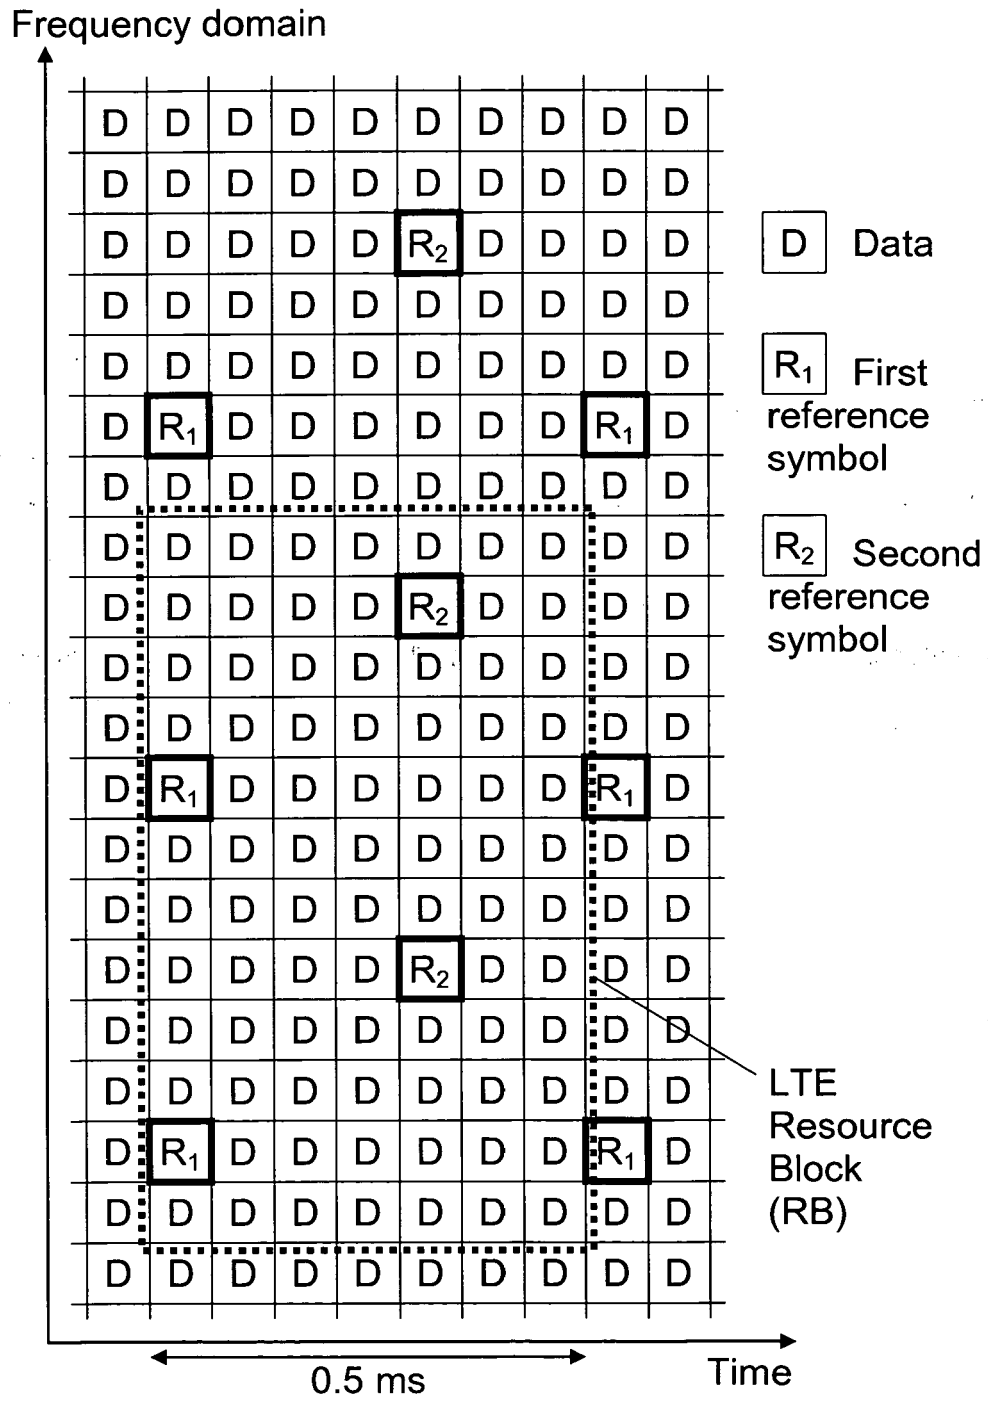 Frequency domain
D D D D D D D D D D
D D D D D D D D D D
D D D D D R₂ D D D D
D D D D D D D D D D
D D D D D D D D D D
D R₁ D D D D D D R₁ D
D D D D D D D D D D
D D D D D D D D D D
D D D D D R₂ D D D D
D D D D D D D D D D
D D D D D D D D D D
D R₁ D D D D D D R₁ D
D D D D D D D D D D
D D D D D D D D D D
D D D D D R₂ D D D D
D D D D D D D D D D
D D D D D D D D D D
D R₁ D D D D D D R₁ D
D D D D D D D D D D
D D D D D D D D D D
D Data
R₁ First
reference
symbol
R₂ Second
reference
symbol
LTE
Resource
Block
(RB)
0.5 ms
Time